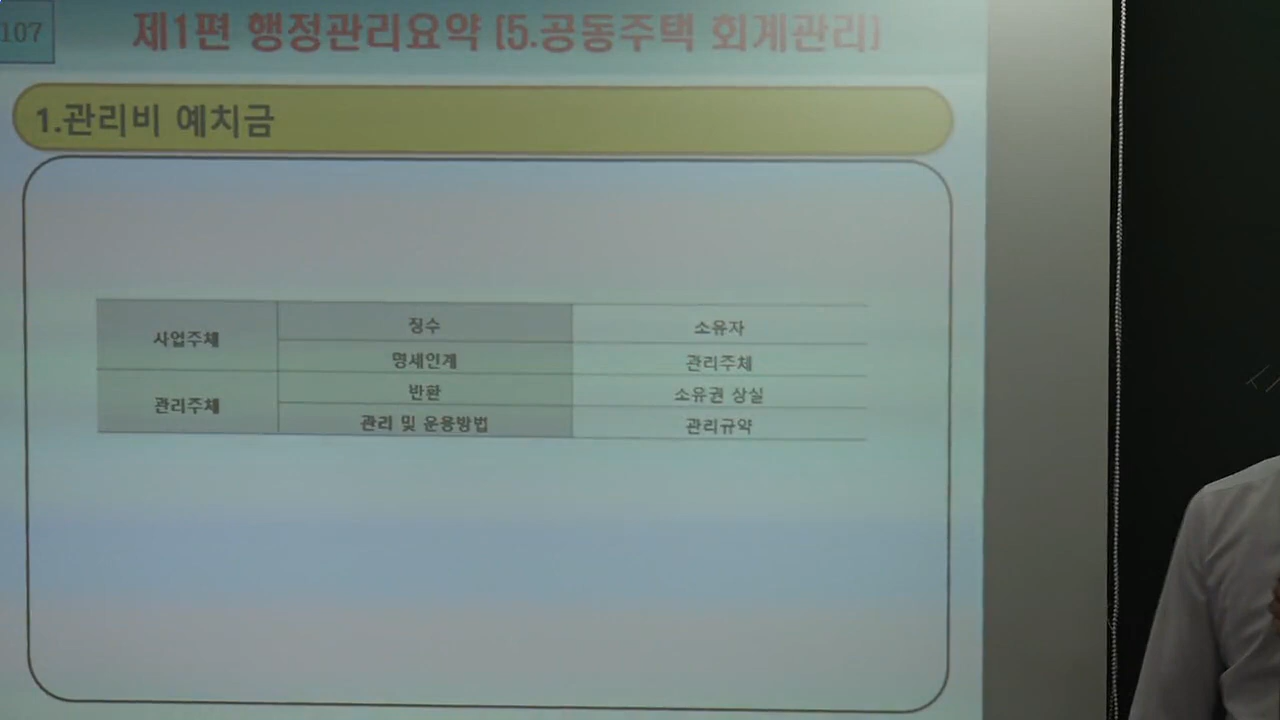 107
제1편 행정관리요약 [5.공동주택 회계관리]
1.관리비 예치금
사업주체 징수 소유자
명세인계 관리주체
관리주체 반환 소유권 상실
관리 및 운용방법 관리규약